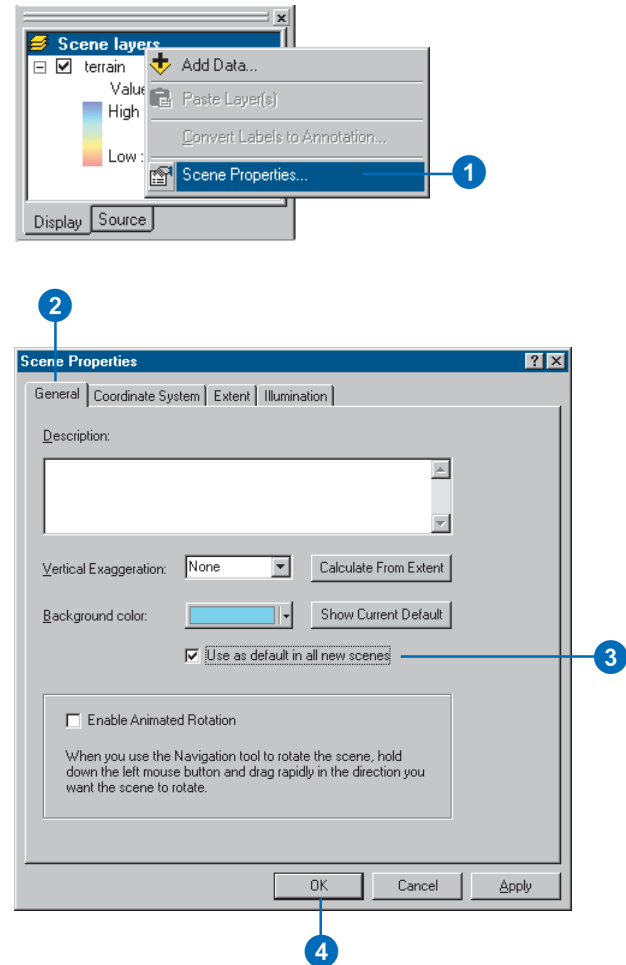 Scene layers
terrain
Value
High
Low :
Add Data...
Paste Layer(s)
Convert Labels to Annotation...
Scene Properties...
1
Display Source
2
Scene Properties
General Coordinate System Extent Illumination
Description:
Vertical Exaggeration: None Calculate From Extent
Background color: Show Current Default
Use as default in all new scenes
3
Enable Animated Rotation
When you use the Navigation tool to rotate the scene, hold
down the left mouse button and drag rapidly in the direction you
want the scene to rotate.
OK Cancel Apply
4